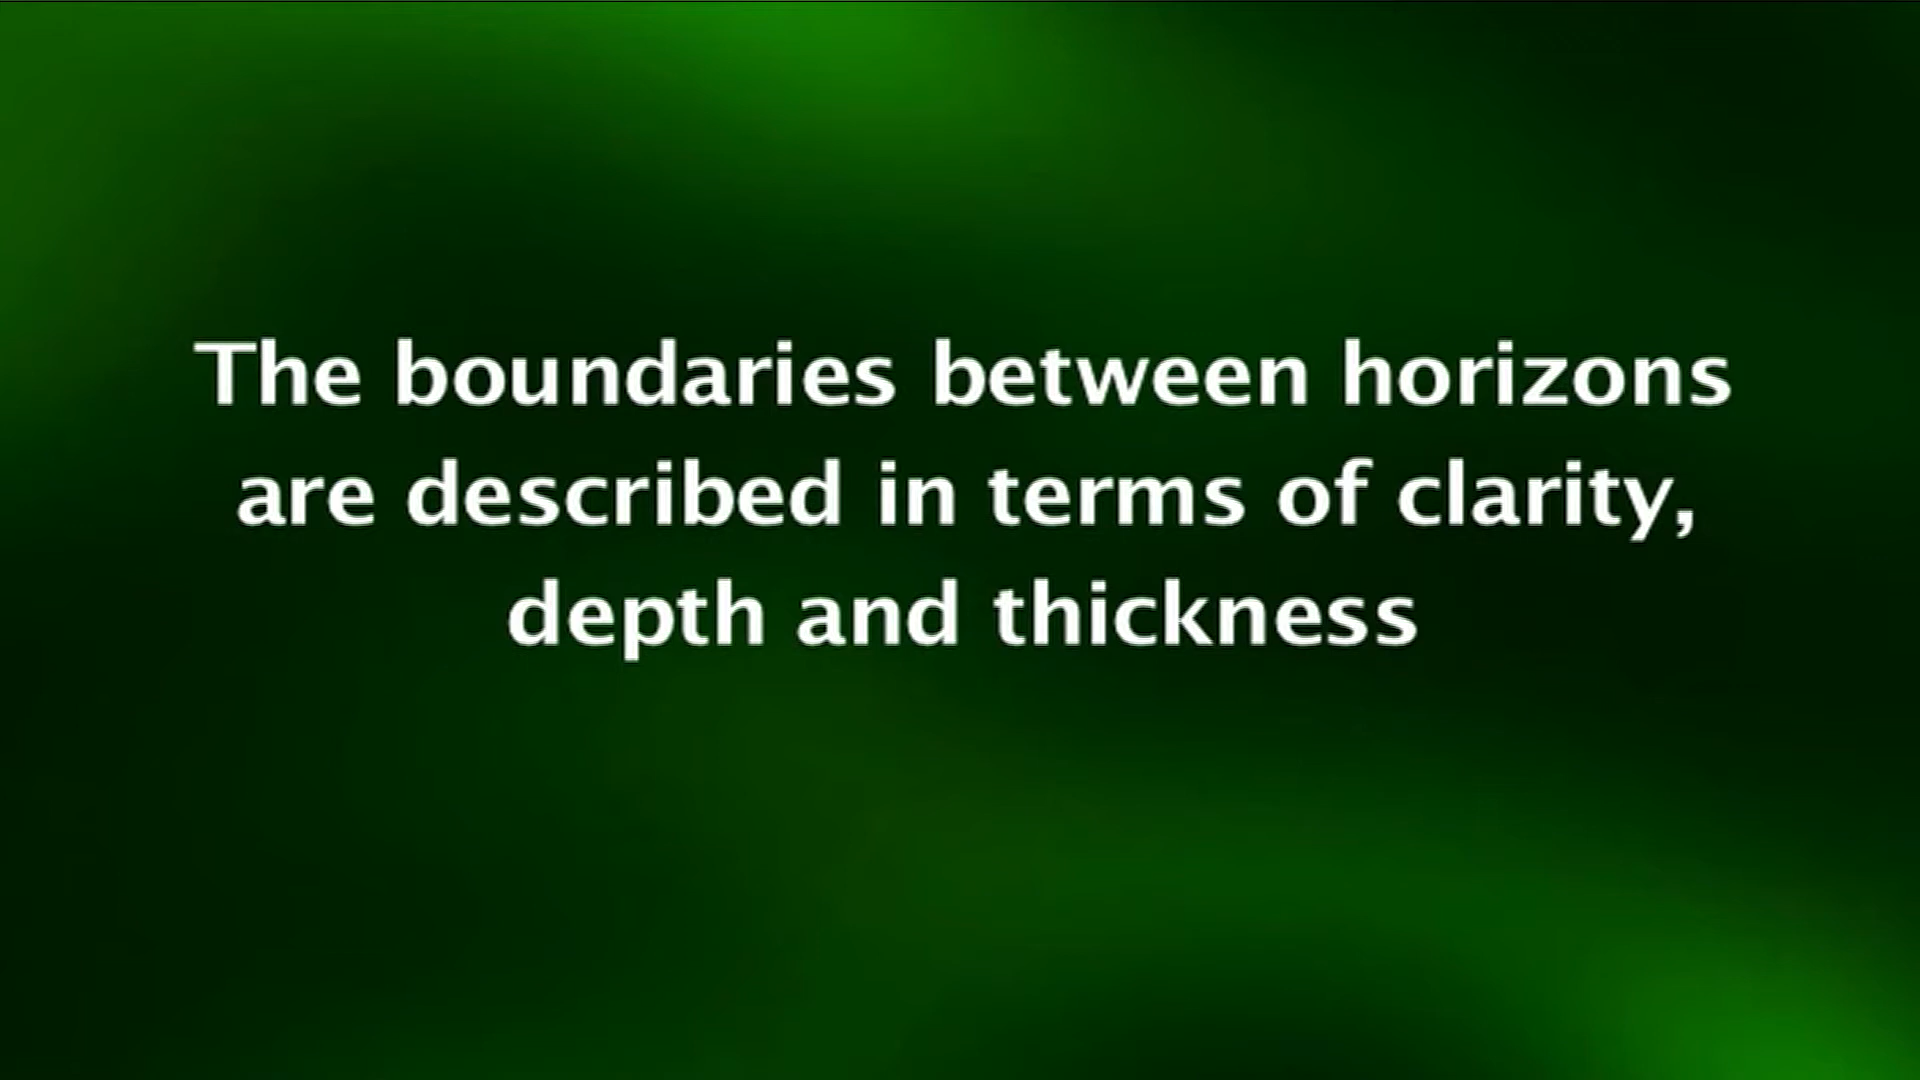 The boundaries between horizons
are described in terms of clarity,
depth and thickness